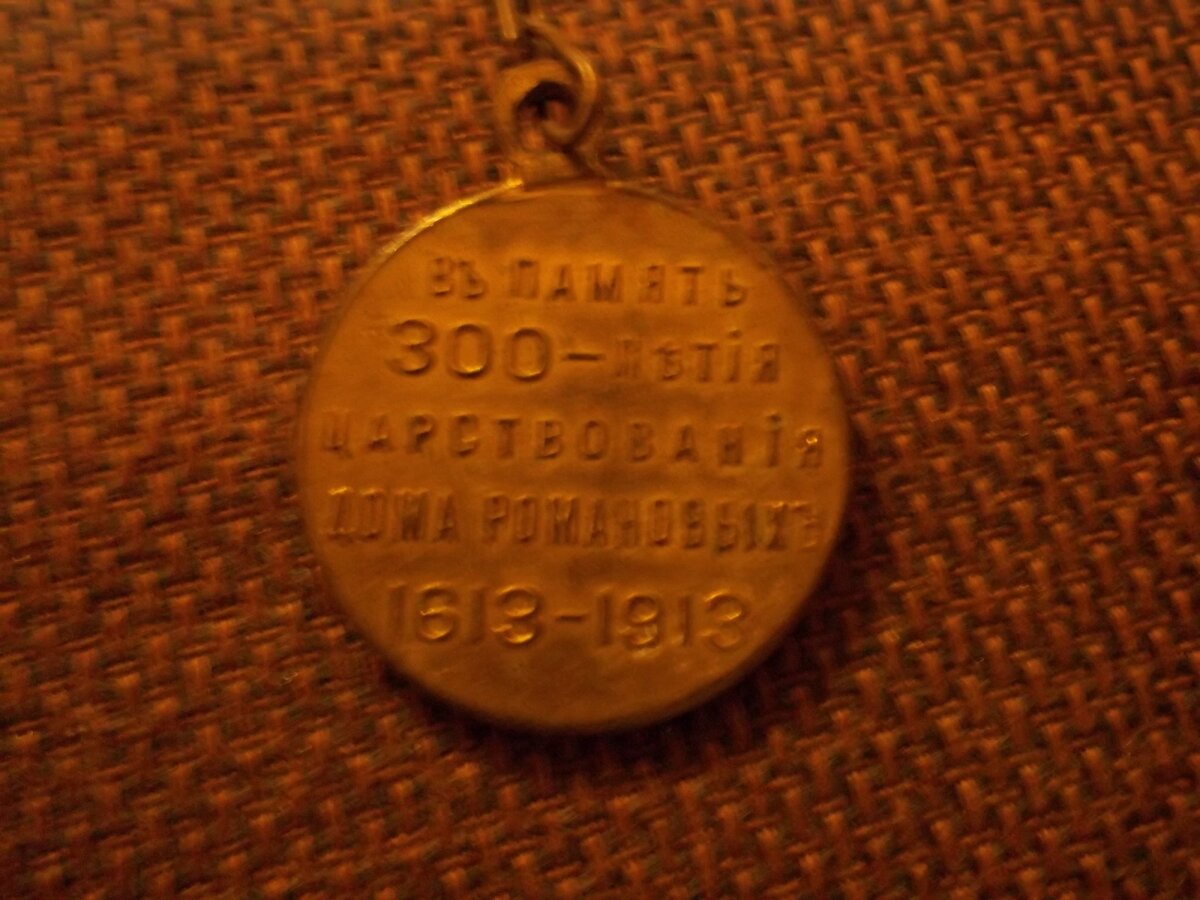 ВЪ ПАМЯТЬ
300-ЛѢТІЯ
ЦАРСТВОВАНІЯ
ДОМА РОМАНОВЫХЪ
1613-1913